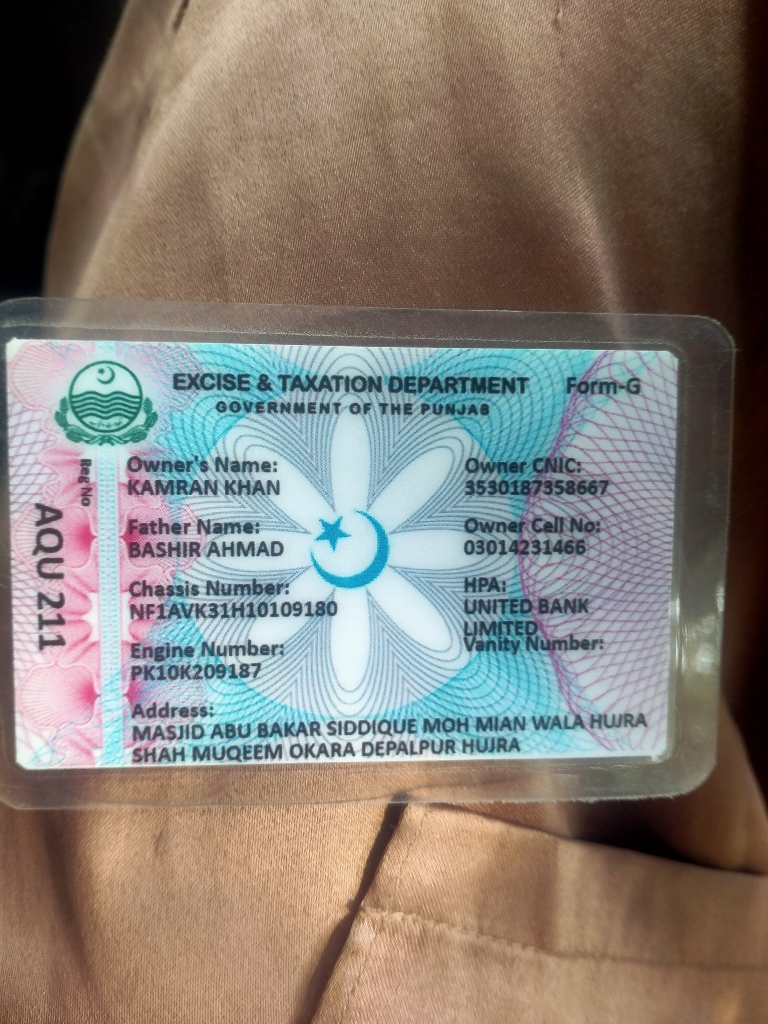 EXCISE & TAXATION DEPARTMENT Form-G
GOVERNMENT OF THE PUNJAB
Reg No
AQU 211
Owner's Name:
KAMRAN KHAN
Father Name:
BASHIR AHMAD
Chassis Number:
NF1AVK31H10109180
Engine Number:
PK10K209187
Owner CNIC:
3530187358667
Owner Cell No:
03014231466
HPA:
UNITED BANK
LIMITED
Vanity Number:
Address:
MASJID ABU BAKAR SIDDIQUE MOH MIAN WALA HUJRA
SHAH MUQEEM OKARA DEPALPUR HUJRA